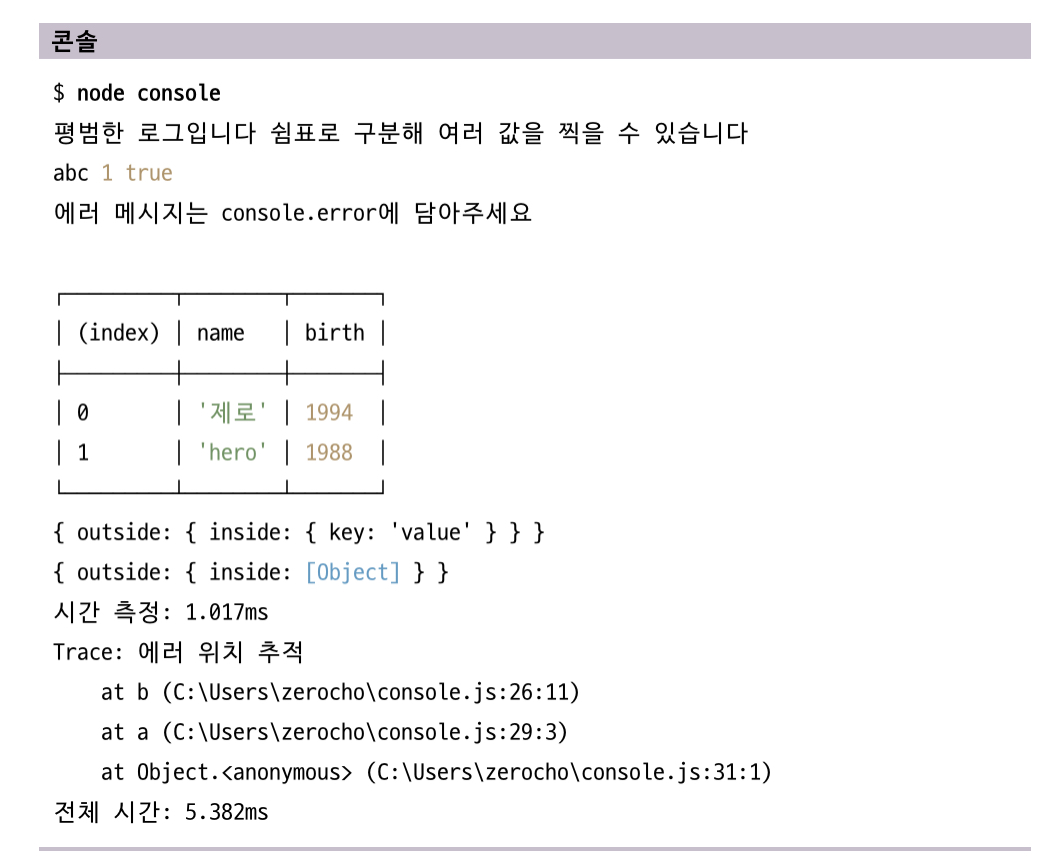 콘솔
$ node console
평범한 로그입니다 쉼표로 구분해 여러 값을 찍을 수 있습니다
abc 1 true
에러 메시지는 console.error에 담아주세요
┌─────────┬────────┬───────┐
│ (index) │ name   │ birth │
├─────────┼────────┼───────┤
│ 0       │ '제로' │ 1994  │
│ 1       │ 'hero' │ 1988  │
└─────────┴────────┴───────┘
{ outside: { inside: { key: 'value' } } }
{ outside: { inside: [Object] } }
시간 측정: 1.017ms
Trace: 에러 위치 추적
    at b (C:\Users\zerocho\console.js:26:11)
    at a (C:\Users\zerocho\console.js:29:3)
    at Object.<anonymous> (C:\Users\zerocho\console.js:31:1)
전체 시간: 5.382ms